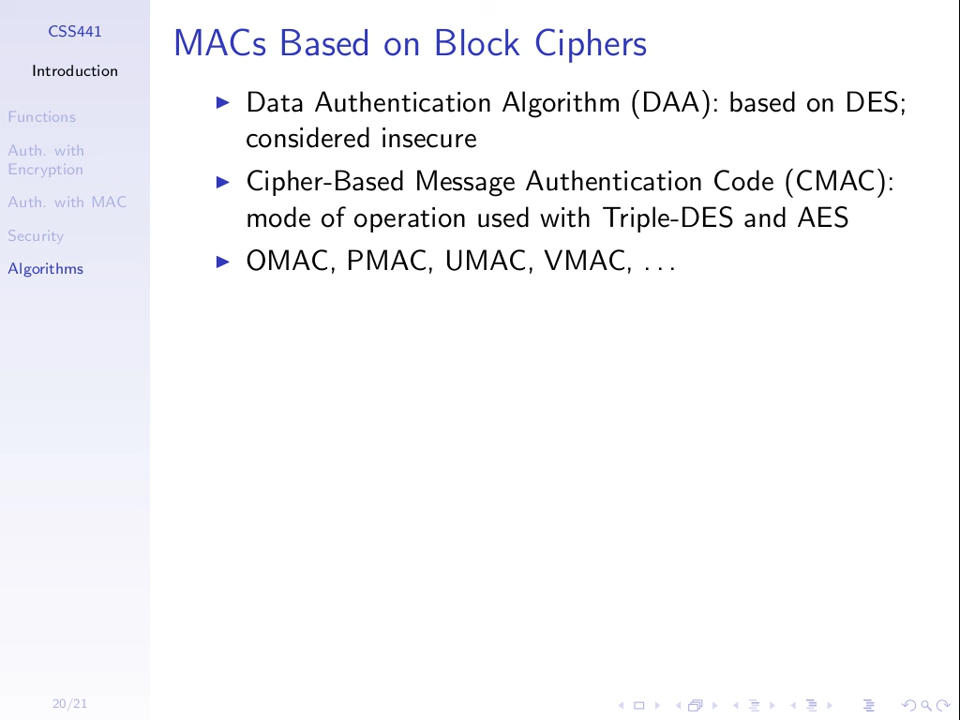 CSS441
Introduction
Functions
Auth. with
Encryption
Auth. with MAC
Security
Algorithms
MACs Based on Block Ciphers
Data Authentication Algorithm (DAA): based on DES;
considered insecure
Cipher-Based Message Authentication Code (CMAC):
mode of operation used with Triple-DES and AES
OMAC, PMAC, UMAC, VMAC, . . .
20/21